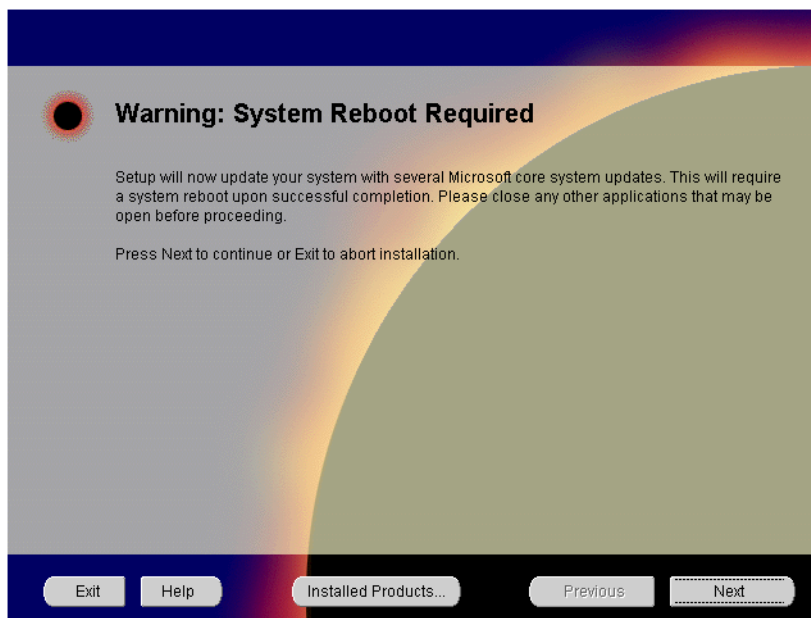 Warning: System Reboot Required
Setup will now update your system with several Microsoft core system updates. This will require
a system reboot upon successful completion. Please close any other applications that may be
open before proceeding.
Press Next to continue or Exit to abort installation.
Exit
Help
Installed Products...
Previous
Next